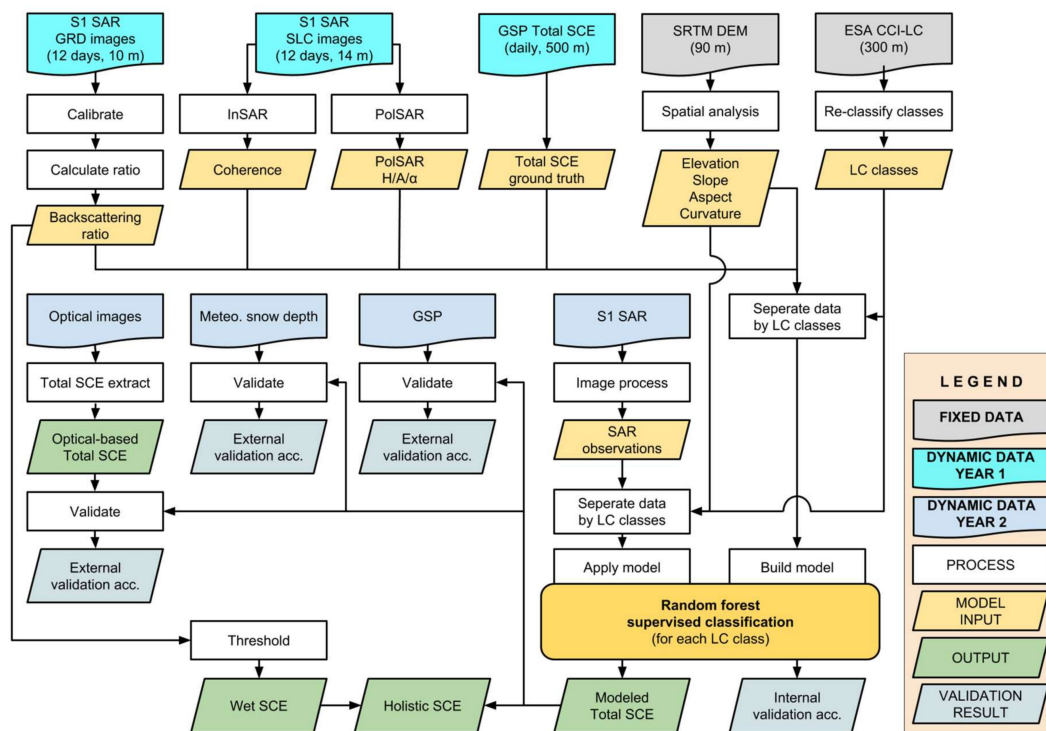 S1 SAR
GRD images
(12 days, 10 m)
S1 SAR
SLC images
(12 days, 14 m)
GSP Total SCE
(daily, 500 m)
SRTM DEM
(90 m)
ESA CCI-LC
(300 m)
Calibrate
InSAR
PolSAR
Spatial analysis
Re-classify classes
Calculate ratio
Coherence
PolSAR
H/A/α
Total SCE
ground truth
Elevation
Slope
Aspect
Curvature
LC classes
Backscattering
ratio
Optical images
Meteo. snow depth
GSP
S1 SAR
Seperate data
by LC classes
Total SCE extract
Validate
Validate
Image process
Optical-based
Total SCE
External
validation acc.
External
validation acc.
SAR
observations
Validate
Seperate data
by LC classes
External
validation acc.
Apply model
Build model
Random forest
supervised classification
(for each LC class)
Threshold
Wet SCE
Holistic SCE
Modeled
Total SCE
Internal
validation acc.
LEGEND
FIXED DATA
DYNAMIC DATA
YEAR 1
DYNAMIC DATA
YEAR 2
PROCESS
MODEL
INPUT
OUTPUT
VALIDATION
RESULT